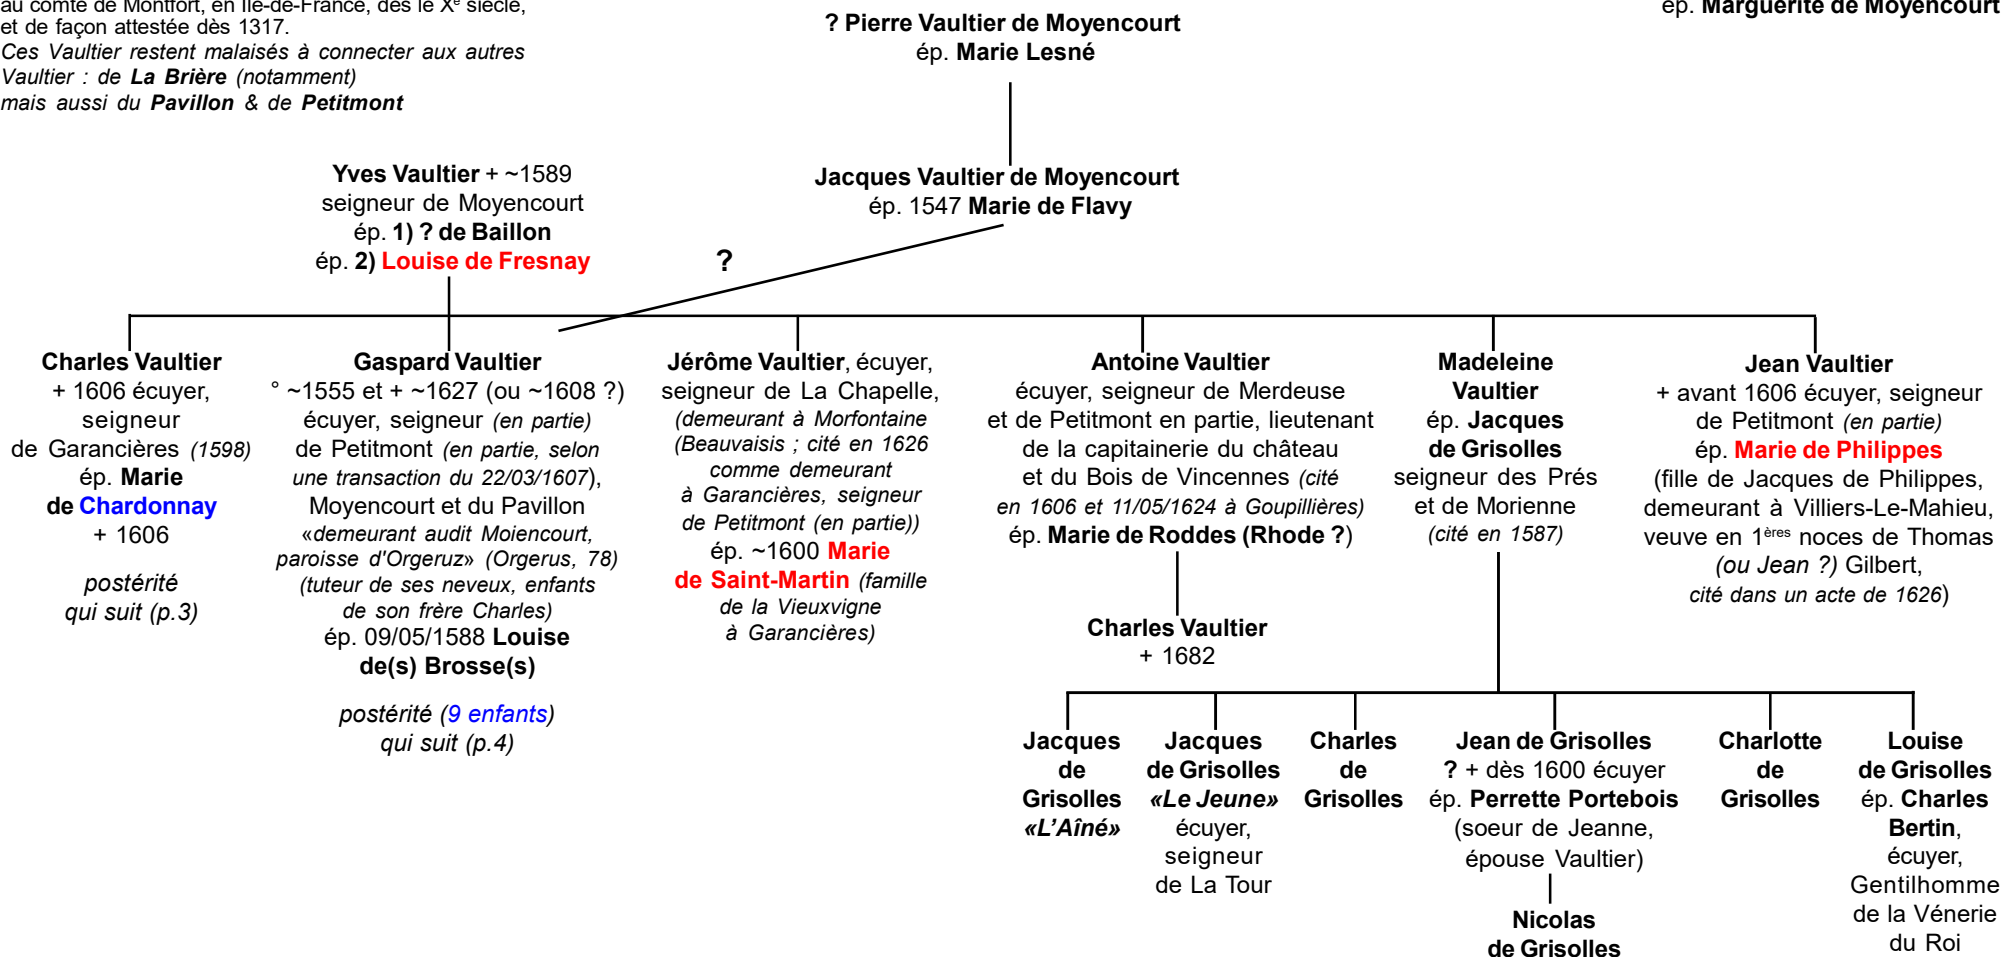 au comte de Montfort, en Ile-de-France, dès le Xe siècle,
et de façon attestée dès 1317.
Ces Vaultier restent malaisés à connecter aux autres
Vaultier : de La Brière (notamment)
mais aussi du Pavillon & de Petitmont
? Pierre Vaultier de Moyencourt
ép. Marie Lesné
ép. Marguerite de Moyencourt
Yves Vaultier + ~1589
seigneur de Moyencourt
ép. 1) ? de Baillon
ép. 2) Louise de Fresnay
Jacques Vaultier de Moyencourt
ép. 1547 Marie de Flavy
?
Charles Vaultier
+ 1606 écuyer,
seigneur
de Garancières (1598)
ép. Marie
de Chardonnay
+ 1606
postérité
qui suit (p.3)
Gaspard Vaultier
° ~1555 et + ~1627 (ou ~1608 ?)
écuyer, seigneur (en partie)
de Petitmont (en partie, selon
une transaction du 22/03/1607),
Moyencourt et du Pavillon
«demeurant audit Moiencourt,
paroisse d'Orgeruz» (Orgerus, 78)
(tuteur de ses neveux, enfants
de son frère Charles)
ép. 09/05/1588 Louise
de(s) Brosse(s)
postérité (9 enfants)
qui suit (p.4)
Jérôme Vaultier, écuyer,
seigneur de La Chapelle,
(demeurant à Morfontaine
(Beauvaisis ; cité en 1626
comme demeurant
à Garancières, seigneur
de Petitmont (en partie))
ép. ~1600 Marie
de Saint-Martin (famille
de la Vieuxvigne
à Garancières)
Antoine Vaultier
écuyer, seigneur de Merdeuse
et de Petitmont en partie, lieutenant
de la capitainerie du château
et du Bois de Vincennes (cité
en 1606 et 11/05/1624 à Goupillières)
ép. Marie de Roddes (Rhode ?)
Charles Vaultier
+ 1682
Madeleine
Vaultier
ép. Jacques
de Grisolles
seigneur des Prés
et de Morienne
(cité en 1587)
Jean Vaultier
+ avant 1606 écuyer, seigneur
de Petitmont (en partie)
ép. Marie de Philippes
(fille de Jacques de Philippes,
demeurant à Villiers-Le-Mahieu,
veuve en 1ères noces de Thomas
(ou Jean ?) Gilbert,
cité dans un acte de 1626)
Jacques
de
Grisolles
«L'Aîné»
Jacques
de Grisolles
«Le Jeune»
écuyer,
seigneur
de La Tour
Charles
de
Grisolles
Jean de Grisolles
? + dès 1600 écuyer
ép. Perrette Portebois
(soeur de Jeanne,
épouse Vaultier)
Nicolas
de Grisolles
Charlotte
de
Grisolles
Louise
de Grisolles
ép. Charles
Bertin,
écuyer,
Gentilhomme
de la Vénerie
du Roi